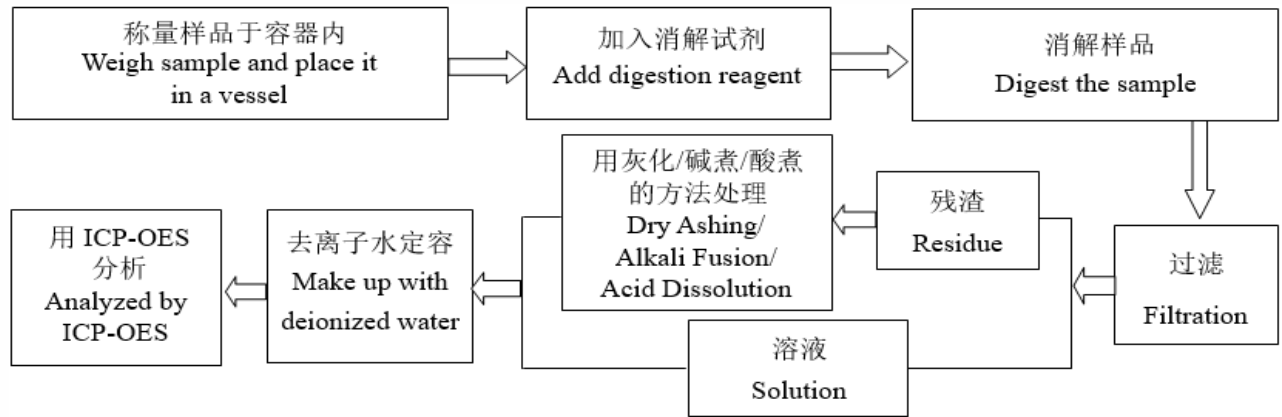 称量样品于容器内
Weigh sample and place it
in a vessel
加入消解试剂
Add digestion reagent
消解样品
Digest the sample
过滤
Filtration
残渣
Residue
用灰化/碱煮/酸煮
的方法处理
Dry Ashing/
Alkali Fusion/
Acid Dissolution
溶液
Solution
去离子水定容
Make up with
deionized water
用 ICP-OES
分析
Analyzed by
ICP-OES